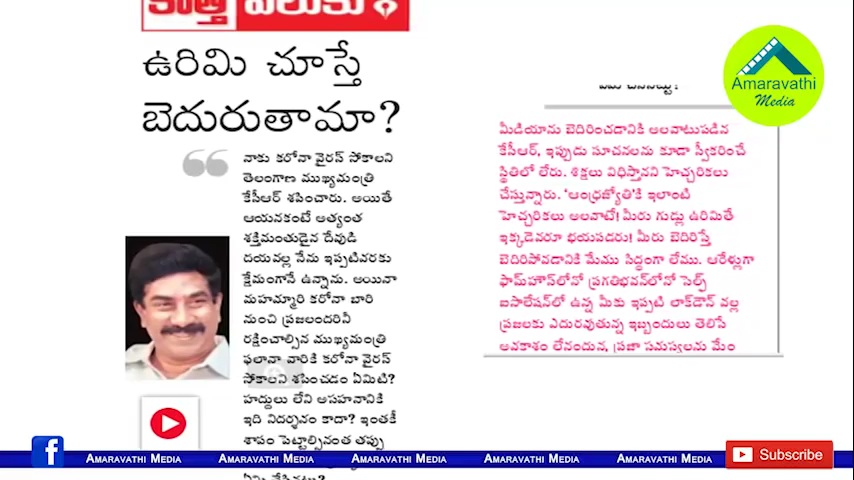 కొత్త పలుకు
ఉరిమి చూస్తే
బెదురుతామా?
నాకు కరోనా వైరస్ సోకాలని
తెలంగాణ ముఖ్యమంత్రి
కేసీఆర్ శపించారు. అయితే
ఆయనకంటే అత్యంత
శక్తిమంతుడైన దేవుడి
దయవల్ల నేను ఇప్పటివరకు
క్షేమంగానే ఉన్నాను. అయినా
మహమ్మారి కరోనా బారి
నుంచి ప్రజలందరినీ
రక్షించాల్సిన ముఖ్యమంత్రి
ఫలానా వారికి కరోనా వైరస్
సోకాలని శపించడం ఏమిటి?
హద్దులు లేని అసహనానికి
ఇది నిదర్శనం కాదా? ఇంతకీ
శాపం పెట్టాల్సినంత తప్పు
మీడియాను బెదిరించడానికి అలవాటుపడిన
కేసీఆర్, ఇప్పుడు సూచనలను కూడా స్వీకరించే
స్థితిలో లేరు. శిక్షలు విధిస్తానని హెచ్చరికలు
చేస్తున్నారు. ‘ఆంధ్రజ్యోతి’కి ఇలాంటి
హెచ్చరికలు అలవాటే! మీరు గుడ్లు ఉరిమితే
ఇక్కడెవరూ భయపడరు! మీరు బెదిరిస్తే
బెదిరిపోవడానికి మేము సిద్ధంగా లేము. ఆరేళ్లుగా
ఫామ్‌హౌస్‌లోనో ప్రగతిభవన్‌లోనో సెల్ఫ్
ఐసొలేషన్‌లో ఉన్న మీకు ఇప్పటి లాక్‌డౌన్ వల్ల
ప్రజలకు ఎదురవుతున్న ఇబ్బందులు తెలిసే
అవకాశం లేనందున, ప్రజా సమస్యలను మేం
Amaravathi
Media
AMARAVATHI MEDIA AMARAVATHI MEDIA AMARAVATHI MEDIA AMARAVATHI MEDIA AMARAVATHI MEDIA
Subscribe